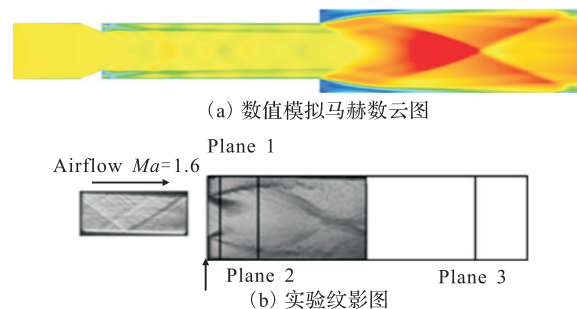 (a) 数值模拟马赫数云图
Plane 1
Airflow Ma=1.6
Plane 2
Plane 3
(b) 实验纹影图